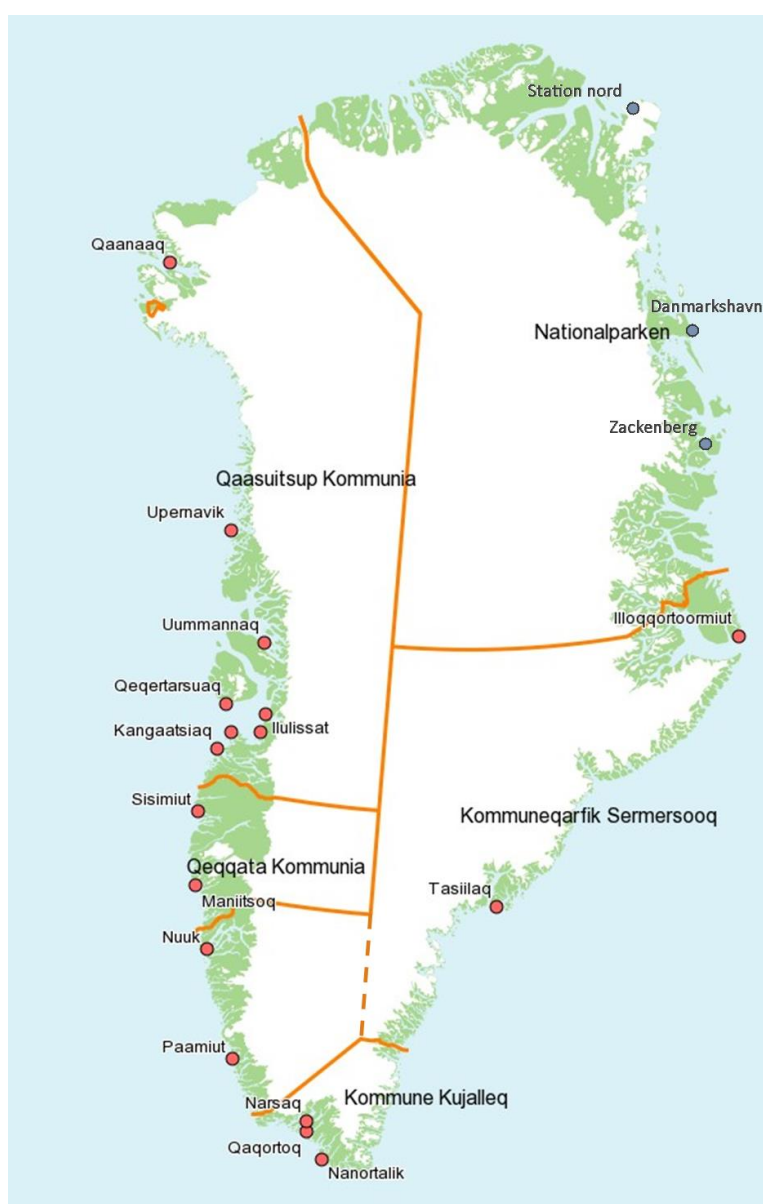 Station nord
Qaanaaq
Danmarkshavn
Nationalparken
Zackenberg
Qaasuitsup Kommunia
Upernavik
Illoqqortoormiut
Uummannaq
Qeqertarsuaq
Ilulissat
Kangaatsiaq
Sisimiut
Kommuneqarfik Sermersooq
Qeqqata Kommunia
Tasiilaq
Maniitsoq
Nuuk
Paamiut
Kommune Kujalleq
Narsaq
Qaqortoq
Nanortalik